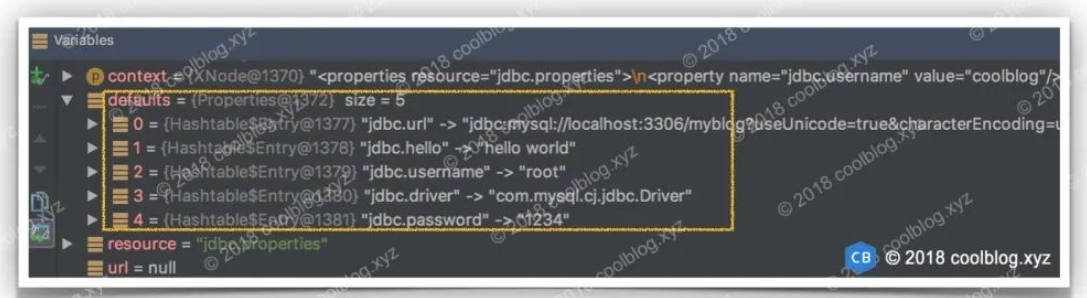 Variables
context = {XNode@1370} "<properties resource="jdbc.properties">\n<property name="jdbc.username" value="coolblog"/>
defaults = {Properties@1372} size = 5
0 = {Hashtable$Entry@1377} "jdbc.url" -> "jdbc:mysql://localhost:3306/myblog?useUnicode=true&characterEncoding=u
1 = {Hashtable$Entry@1378} "jdbc.hello" -> "hello world"
2 = {Hashtable$Entry@1379} "jdbc.username" -> "root"
3 = {Hashtable$Entry@1380} "jdbc.driver" -> "com.mysql.cj.jdbc.Driver"
4 = {Hashtable$Entry@1381} "jdbc.password" -> "1234"
resource = "jdbc.properties"
url = null
CB © 2018 coolblog.xyz